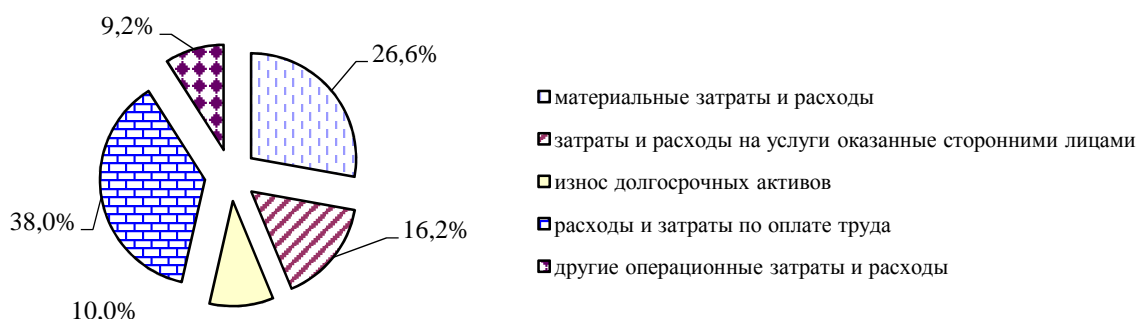 9,2%
26,6%
38,0%
16,2%
10,0%
материальные затраты и расходы
затраты и расходы на услуги оказанные сторонними лицами
износ долгосрочных активов
расходы и затраты по оплате труда
другие операционные затраты и расходы